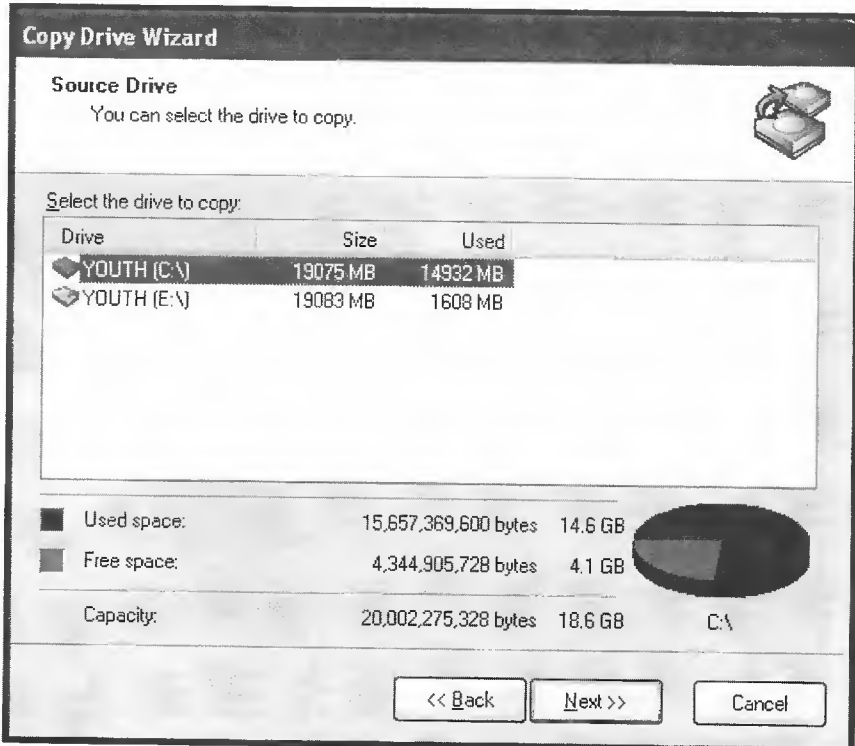 Copy Drive Wizard
Source Drive
You can select the drive to copy.
Select the drive to copy:
Drive Size Used
YOUTH (C:\) 19075 MB 14932 MB
YOUTH (E:\) 19083 MB 1608 MB
Used space: 15,657,369,600 bytes 14.6 GB
Free space: 4,344,905,728 bytes 4.1 GB
Capacity: 20,002,275,328 bytes 18.6 GB C:\
<< Back Next >> Cancel